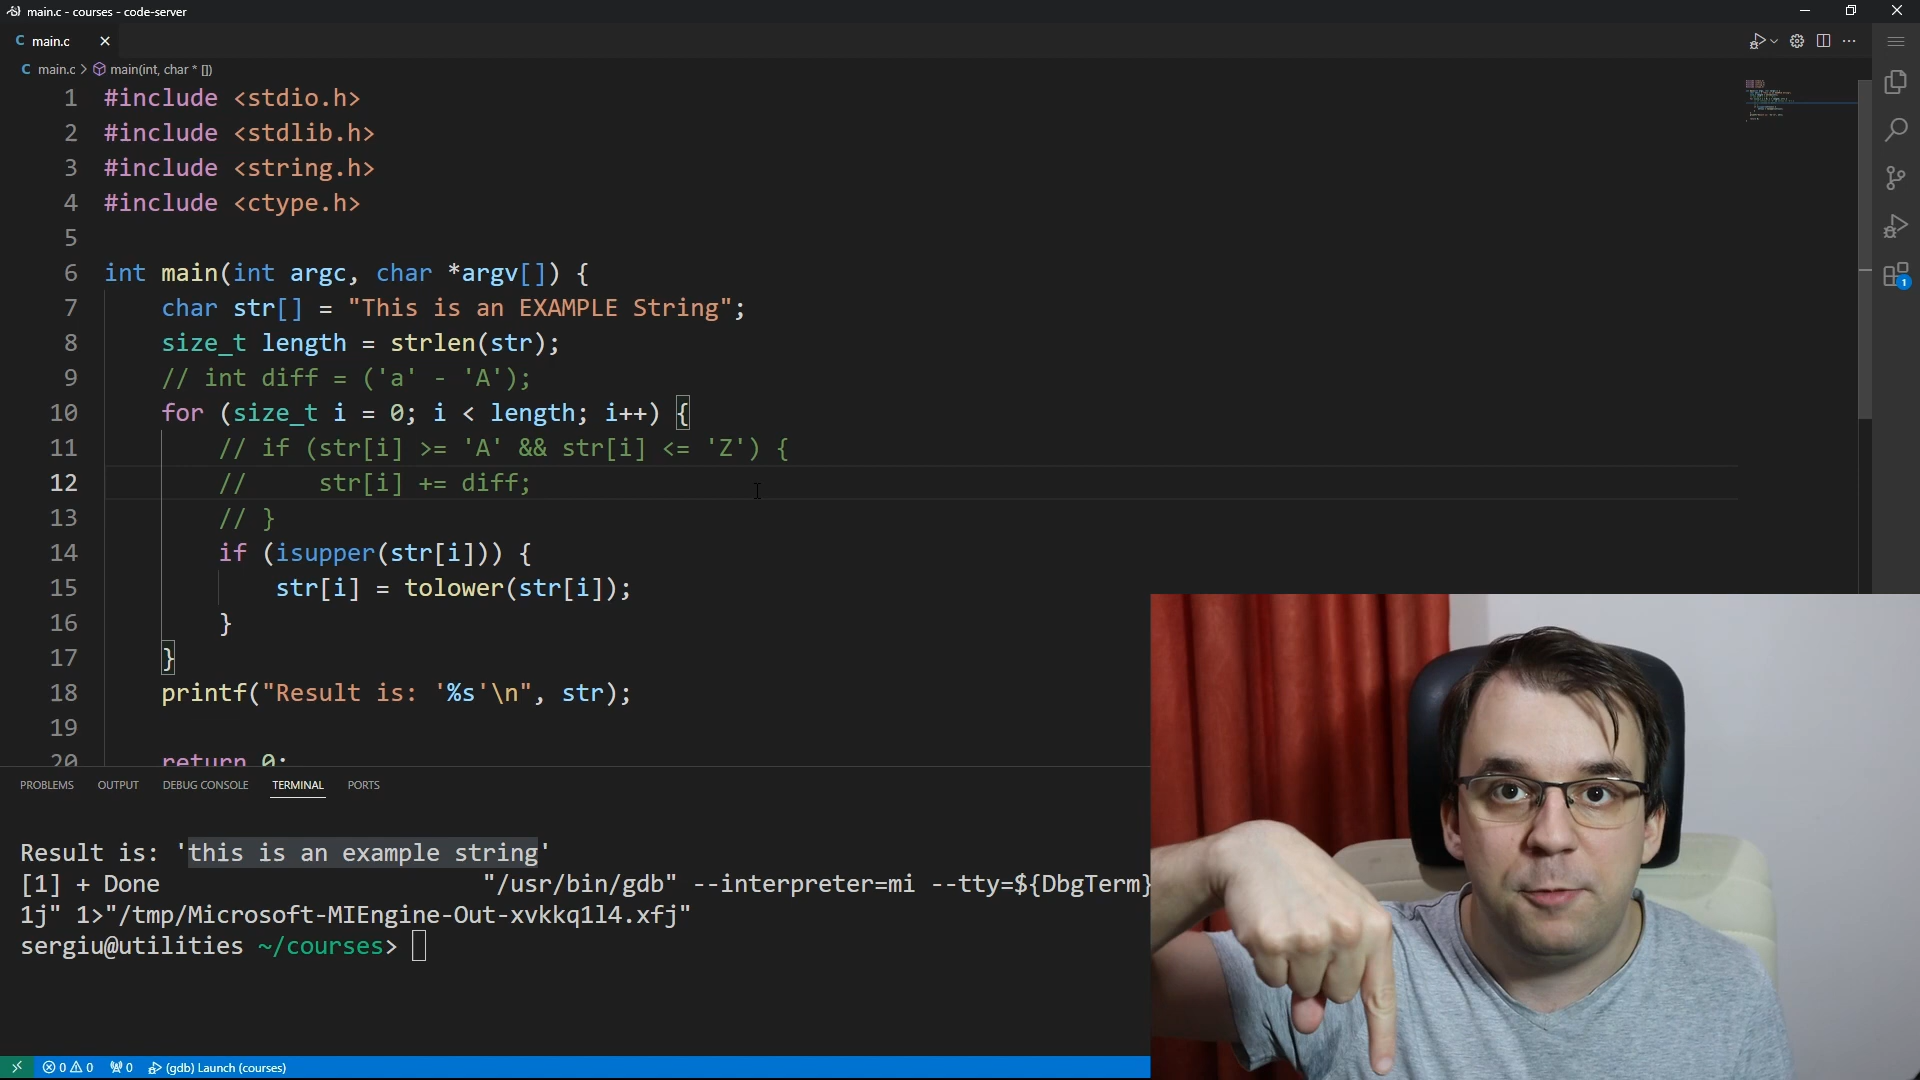 main.c - courses - code-server
C main.c
C main.c > main(int, char * [])
1 #include <stdio.h>
2 #include <stdlib.h>
3 #include <string.h>
4 #include <ctype.h>
5
6 int main(int argc, char *argv[]) {
7 char str[] = "This is an EXAMPLE String";
8 size_t length = strlen(str);
9 // int diff = ('a' - 'A');
10 for (size_t i = 0; i < length; i++) {
11 // if (str[i] >= 'A' && str[i] <= 'Z') {
12 // str[i] += diff;
13 // }
14 if (isupper(str[i])) {
15 str[i] = tolower(str[i]);
16 }
17 }
18 printf("Result is: '%s'\n", str);
19
20 return 0;
1
PROBLEMS OUTPUT DEBUG CONSOLE TERMINAL PORTS
Result is: 'this is an example string'
[1] + Done "/usr/bin/gdb" --interpreter=mi --tty=${DbgTerm}
1j" 1>"/tmp/Microsoft-MIEngine-Out-xvkkq1l4.xfj"
sergiu@utilities ~/courses>
0 0 0 (gdb) Launch (courses)